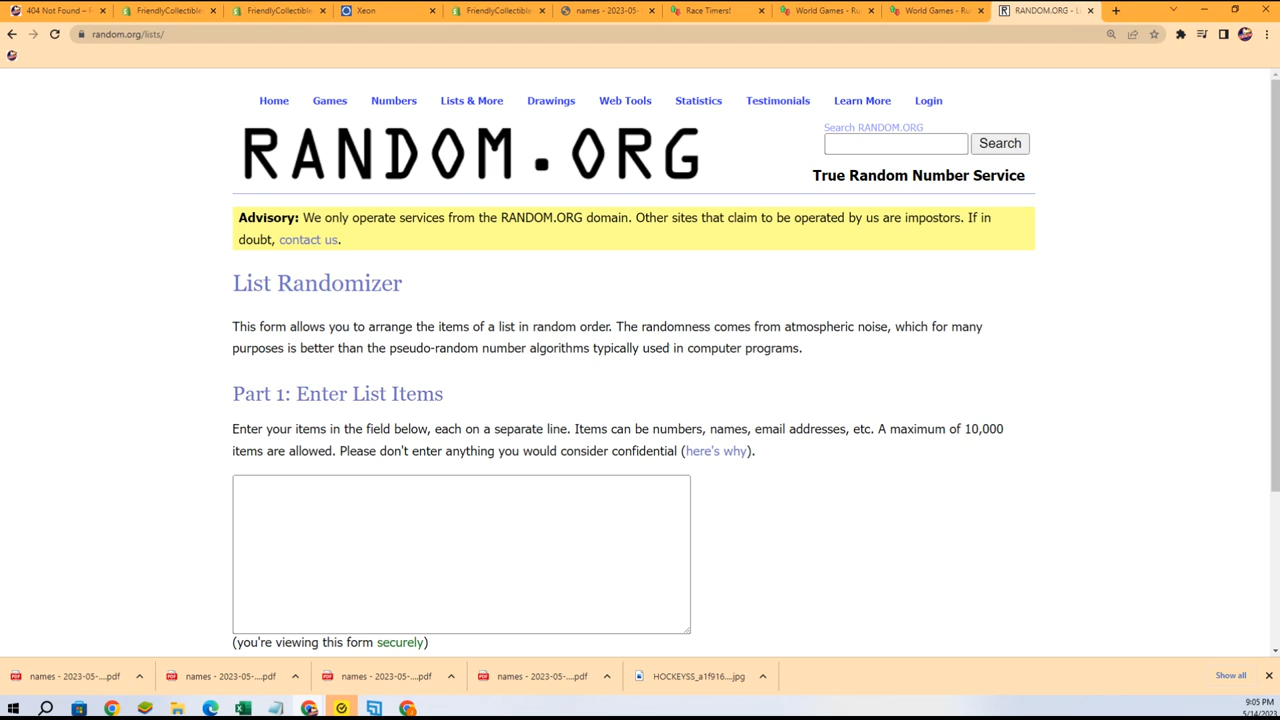 404 Not Found –
FriendlyCollectible
FriendlyCollectible
Xeon
FriendlyCollectible
names - 2023-05-
Race Timers!
World Games - Ru
World Games - Ru
RANDOM.ORG - Li
random.org/lists/
Home Games Numbers Lists & More Drawings Web Tools Statistics Testimonials Learn More Login
RANDOM.ORG
Search RANDOM.ORG
Search
True Random Number Service
Advisory: We only operate services from the RANDOM.ORG domain. Other sites that claim to be operated by us are impostors. If in
doubt, contact us.
List Randomizer
This form allows you to arrange the items of a list in random order. The randomness comes from atmospheric noise, which for many
purposes is better than the pseudo-random number algorithms typically used in computer programs.
Part 1: Enter List Items
Enter your items in the field below, each on a separate line. Items can be numbers, names, email addresses, etc. A maximum of 10,000
items are allowed. Please don't enter anything you would consider confidential (here's why).
(you're viewing this form securely)
names - 2023-05-....pdf
names - 2023-05-....pdf
names - 2023-05-....pdf
names - 2023-05-....pdf
HOCKEYSS_a1f916....jpg
Show all
9:05 PM
5/14/2023